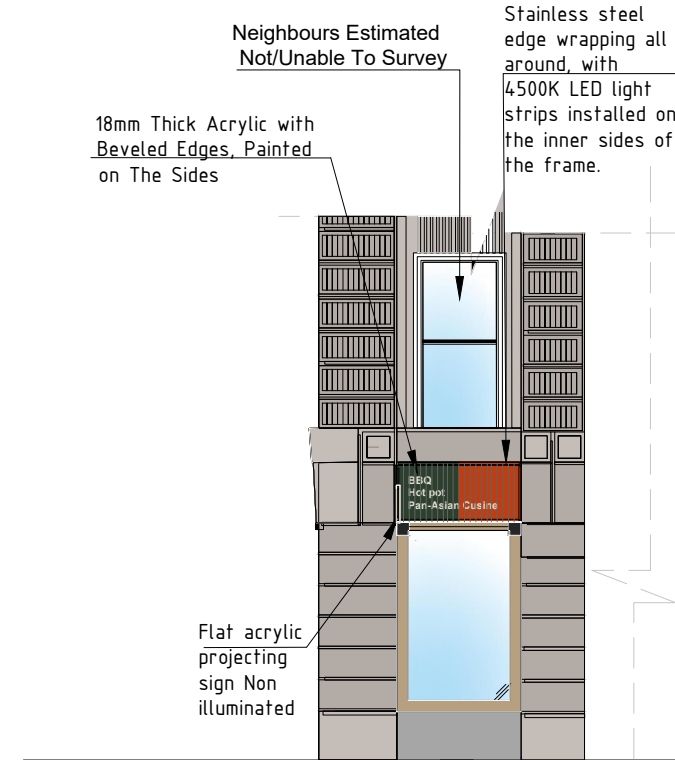 Neighbours Estimated
Not/Unable To Survey
Stainless steel
edge wrapping all
around, with
4500K LED light
strips installed on
the inner sides of
the frame.
18mm Thick Acrylic with
Beveled Edges, Painted
on The Sides
BBQ
Hot pot
Pan-Asian Cusine
Flat acrylic
projecting
sign Non
illuminated